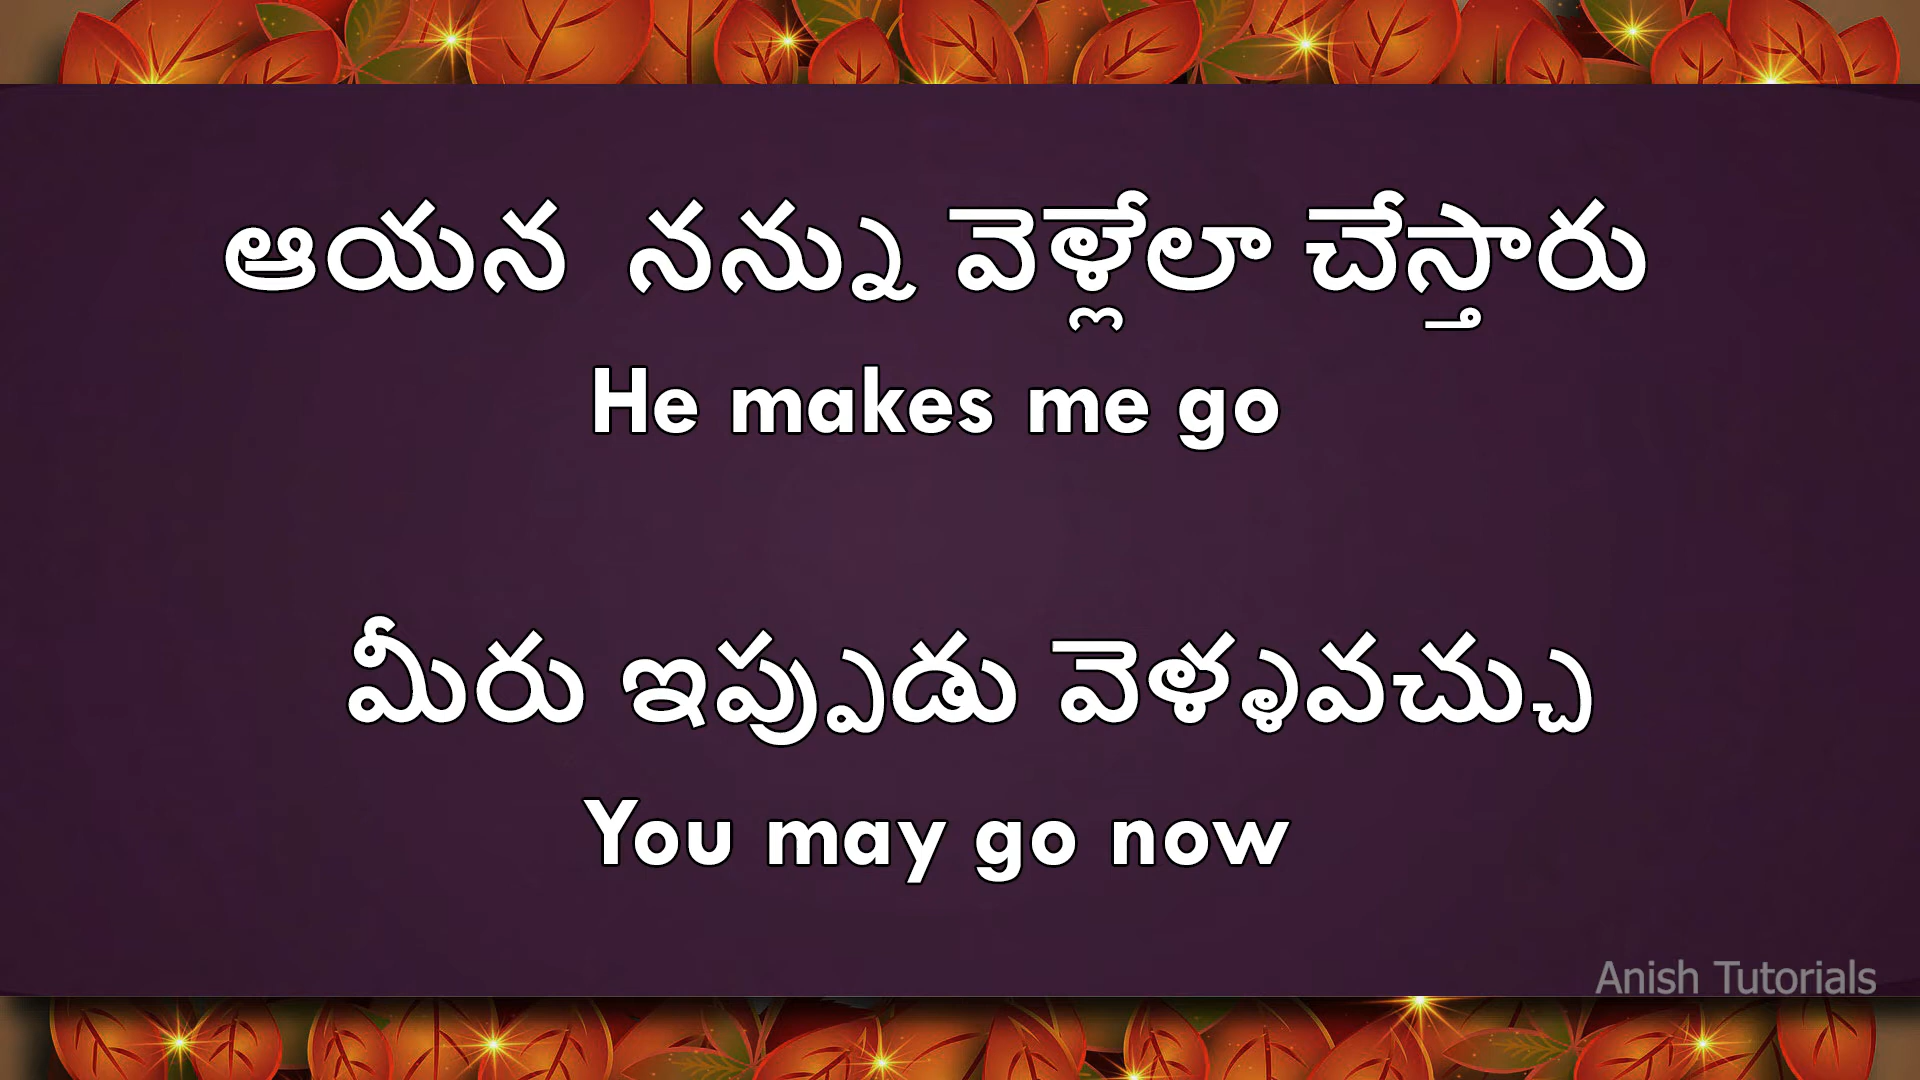 ఆయన నన్ను వెళ్లేలా చేస్తారు
He makes me go
మీరు ఇప్పుడు వెళ్ళవచ్చు
You may go now
Anish Tutorials